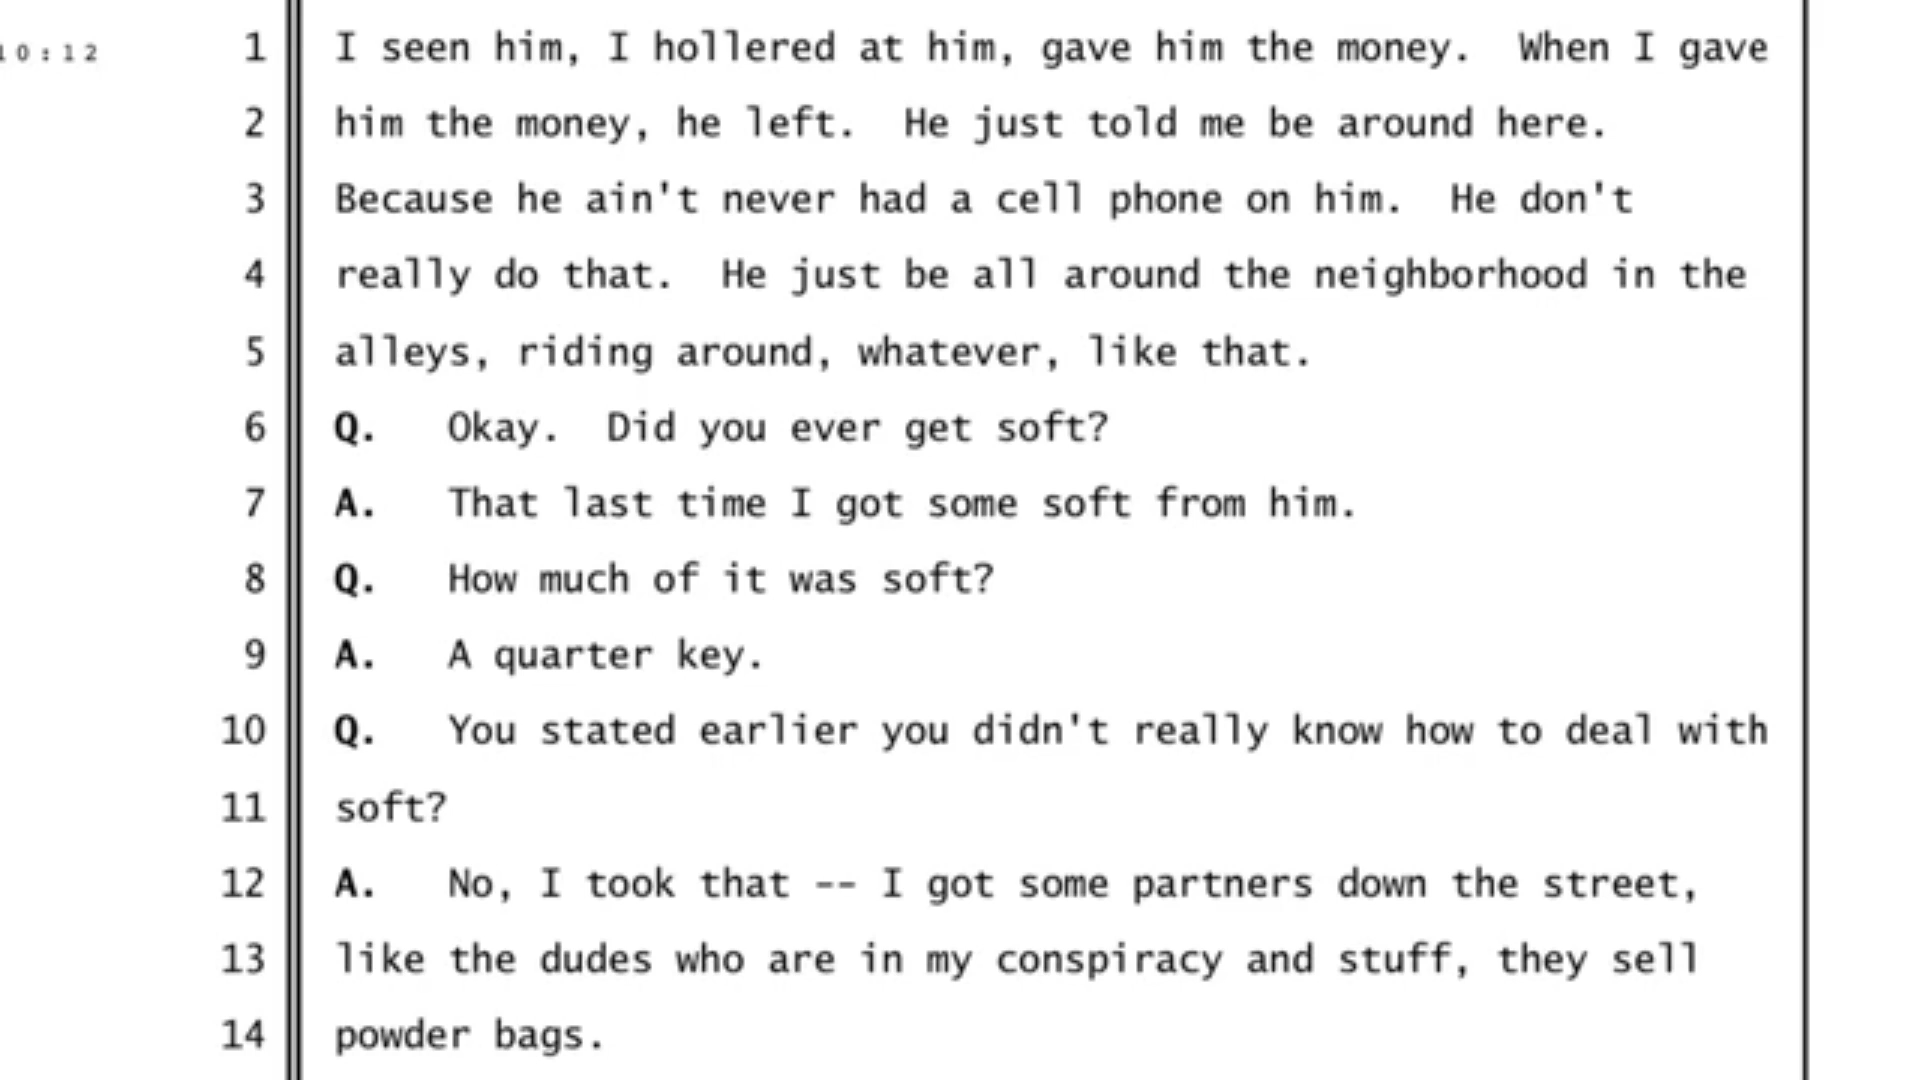 10:12 1 I seen him, I hollered at him, gave him the money. When I gave
2 him the money, he left. He just told me be around here.
3 Because he ain't never had a cell phone on him. He don't
4 really do that. He just be all around the neighborhood in the
5 alleys, riding around, whatever, like that.
6 Q. Okay. Did you ever get soft?
7 A. That last time I got some soft from him.
8 Q. How much of it was soft?
9 A. A quarter key.
10 Q. You stated earlier you didn't really know how to deal with
11 soft?
12 A. No, I took that -- I got some partners down the street,
13 like the dudes who are in my conspiracy and stuff, they sell
14 powder bags.